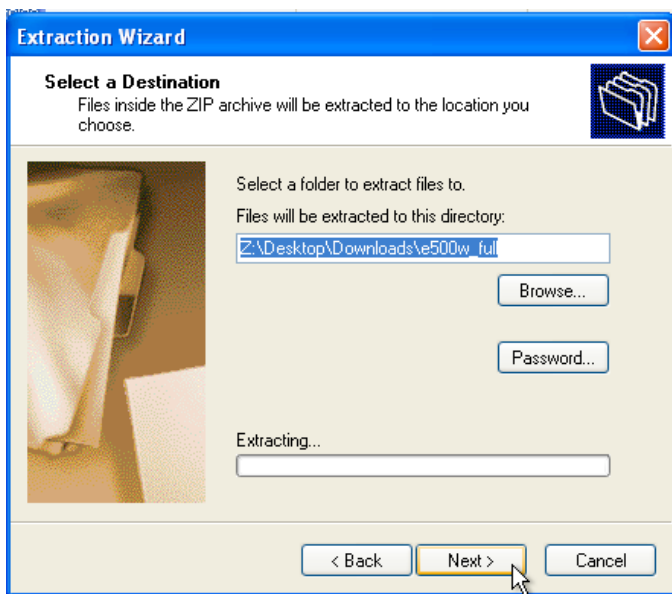 Extraction Wizard
Select a Destination
Files inside the ZIP archive will be extracted to the location you
choose.
Select a folder to extract files to.
Files will be extracted to this directory:
Z:\Desktop\Downloads\e500w_full
Browse...
Password...
Extracting...
< Back
Next >
Cancel